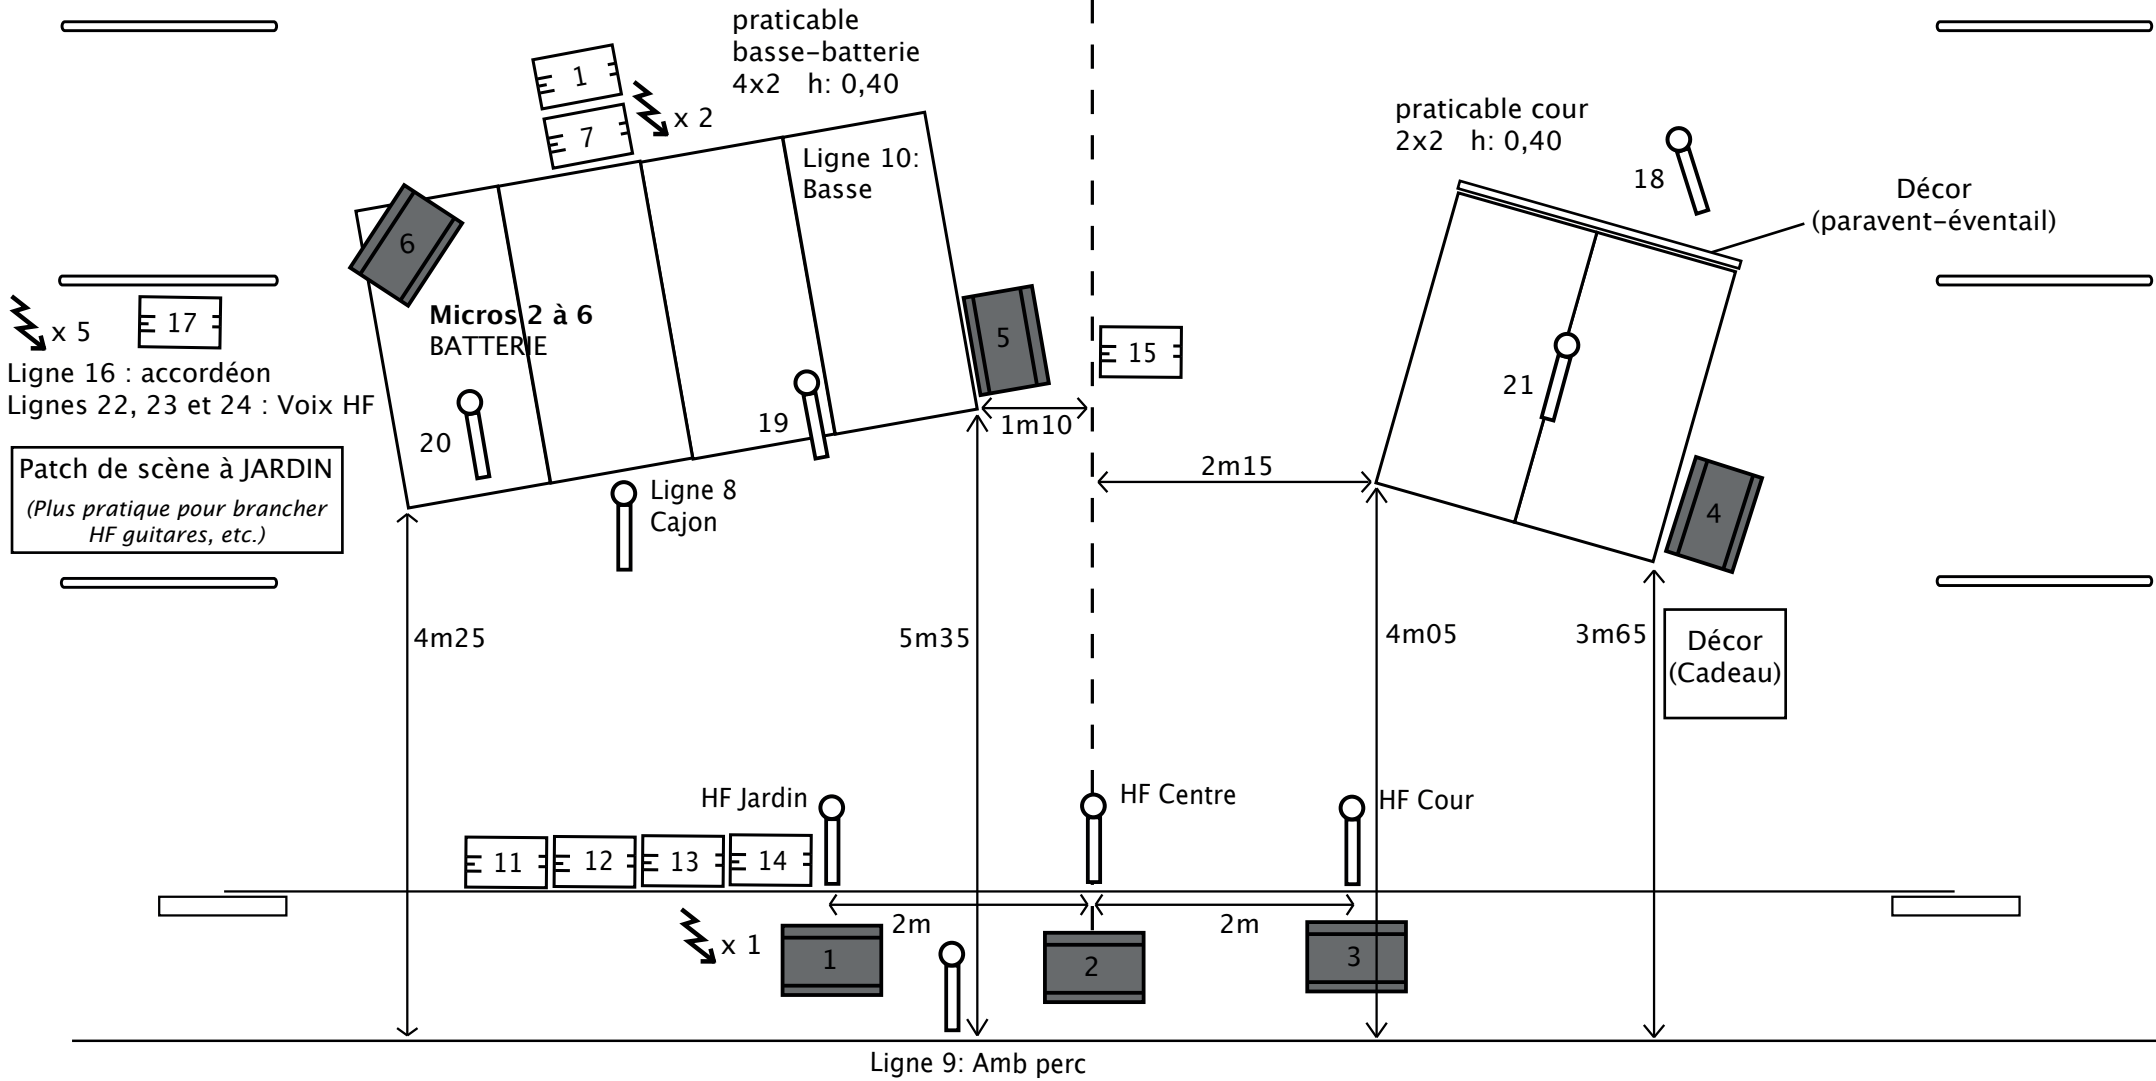 praticable
basse-batterie
4x2 h: 0,40
1
7
x 2
praticable cour
2x2 h: 0,40
Ligne 10:
Basse
18
Décor
(paravent-éventail)
6
Micros 2 à 6
BATTERIE
17
x 5
5
15
Ligne 16 : accordéon
Lignes 22, 23 et 24 : Voix HF
21
20
19
1m10
2m15
Patch de scène à JARDIN
(Plus pratique pour brancher
HF guitares, etc.)
Ligne 8
Cajon
4
4m25
5m35
4m05
3m65
Décor
(Cadeau)
HF Jardin
HF Centre
HF Cour
11
12
13
14
2m
2m
x 1
1
2
3
Ligne 9: Amb perc